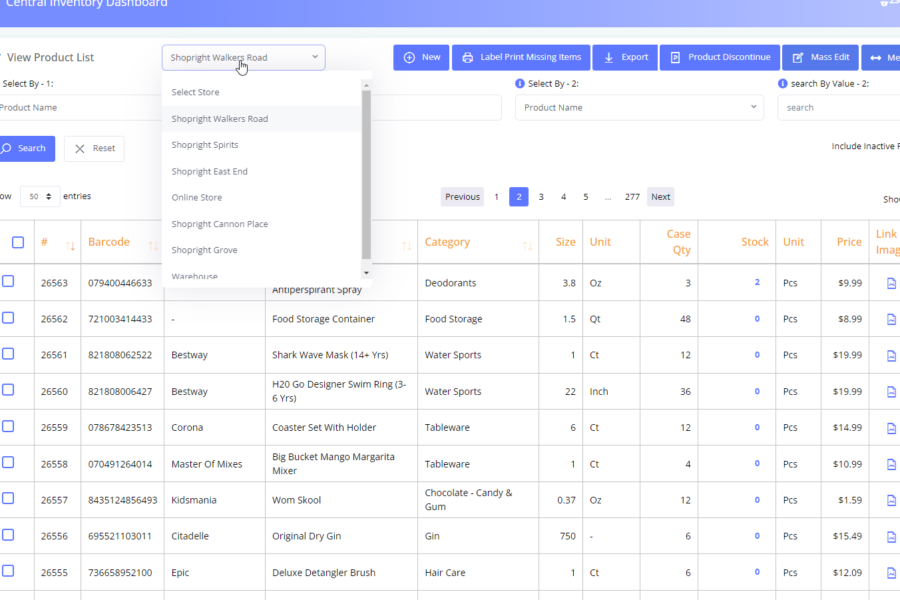 Central Inventory Dashboard
View Product List
Shopright Walkers Road
New
Label Print Missing Items
Export
Product Discontinue
Mass Edit
Select By - 1:
Select By - 2:
search By Value - 2:
Product Name
Product Name
search
Select Store
Shopright Walkers Road
Shopright Spirits
Shopright East End
Online Store
Shopright Cannon Place
Shopright Grove
Warehouse
Search
Reset
Include Inactive
50
entries
Previous 1 2 3 4 5 ... 277 Next
# Barcode Category Size Unit Case Qty Stock Unit Price Link
26563 079400446633 Antiperspirant Spray Deodorants 3.8 Oz 3 2 Pcs $9.99
26562 721003414433 - Food Storage Container Food Storage 1.5 Qt 48 0 Pcs $8.99
26561 821808062522 Bestway Shark Wave Mask (14+ Yrs) Water Sports 1 Ct 12 0 Pcs $19.99
26560 821808006427 Bestway H20 Go Designer Swim Ring (3-6 Yrs) Water Sports 22 Inch 36 0 Pcs $19.99
26559 078678423513 Corona Coaster Set With Holder Tableware 6 Ct 12 0 Pcs $14.99
26558 070491264014 Master Of Mixes Big Bucket Mango Margarita Mixer Tableware 1 Ct 4 0 Pcs $10.99
26557 8435124856493 Kidsmania Wom Skool Chocolate - Candy & Gum 0.37 Oz 12 0 Pcs $1.59
26556 695521103011 Citadelle Original Dry Gin Gin 750 - 6 0 Pcs $15.49
26555 736658952100 Epic Deluxe Detangler Brush Hair Care 1 Ct 6 0 Pcs $12.09